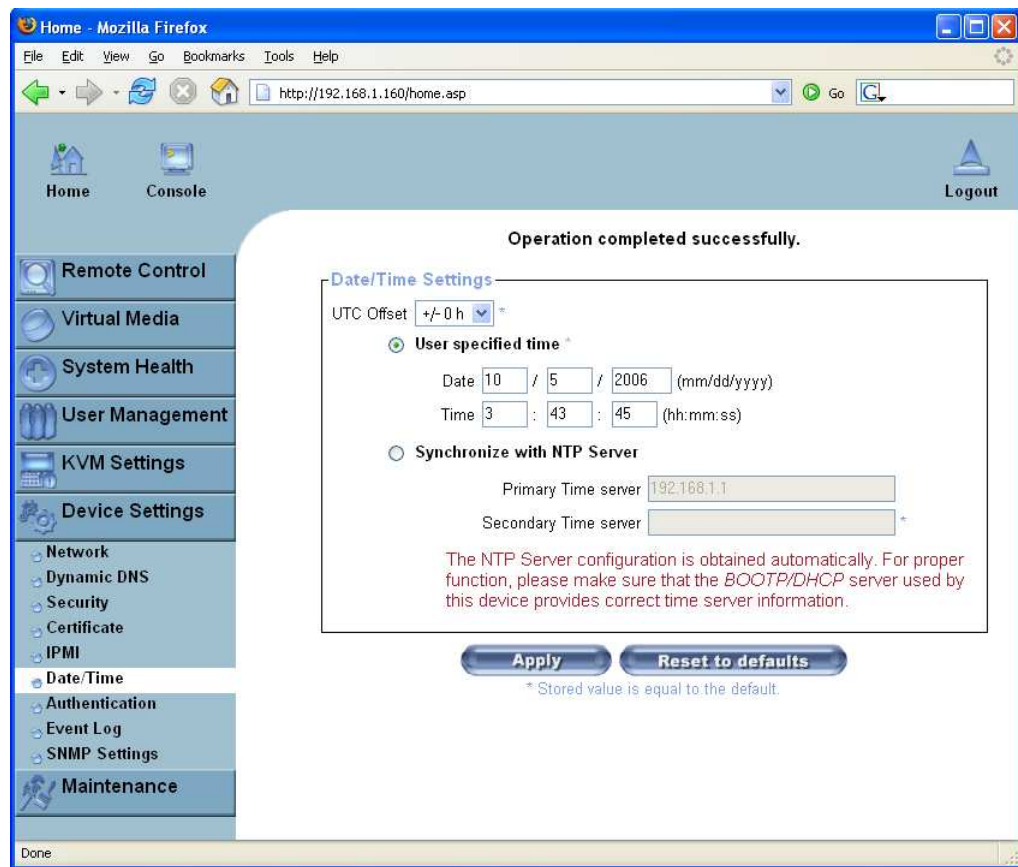 Home - Mozilla Firefox
File Edit View Go Bookmarks Tools Help
http://192.168.1.160/home.asp Go G
Home Console Logout
Operation completed successfully.
Remote Control
Virtual Media
System Health
User Management
KVM Settings
Device Settings
Network
Dynamic DNS
Security
Certificate
IPMI
Date/Time
Authentication
Event Log
SNMP Settings
Maintenance
Date/Time Settings
UTC Offset +/- 0 h *
User specified time *
Date 10 / 5 / 2006 (mm/dd/yyyy)
Time 3 : 43 : 45 (hh:mm:ss)
Synchronize with NTP Server
Primary Time server 192.168.1.1
Secondary Time server *
The NTP Server configuration is obtained automatically. For proper
function, please make sure that the BOOTP/DHCP server used by
this device provides correct time server information.
Apply Reset to defaults
* Stored value is equal to the default.
Done